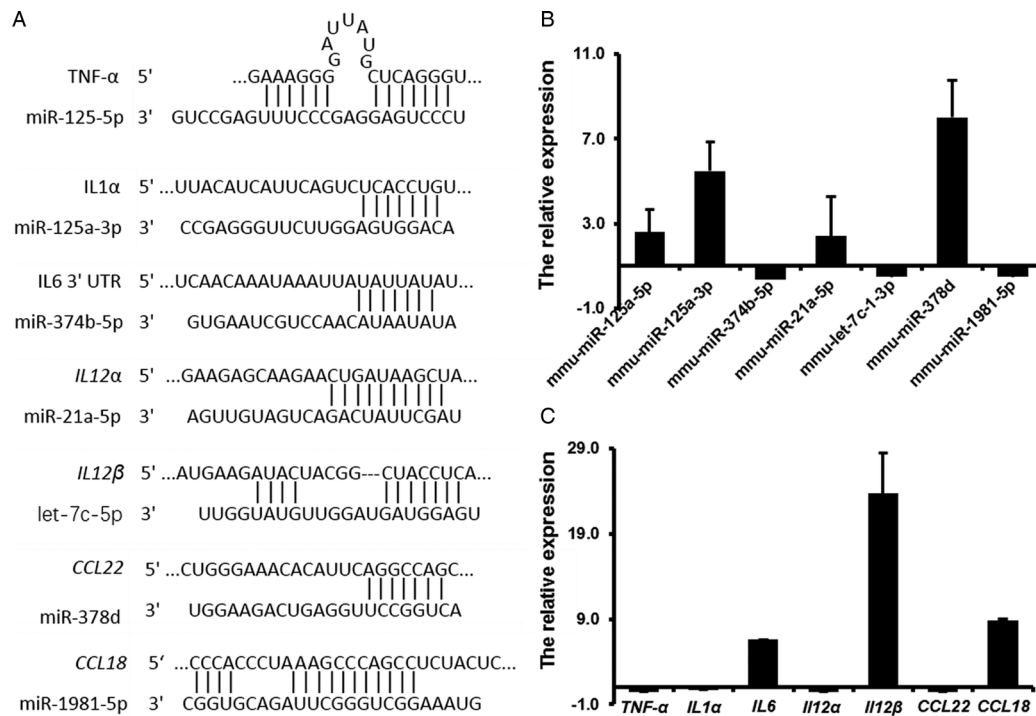 A
U U
A A
U U
G G
TNF-α 5' ...GAAAGGG CUCAGGGU...
miR-125-5p 3' GUCCGAGUUUCCCGAGGAGUCCCU
IL1α 5' ...UUACAUCAUUCAGUCUCACCUGU...
miR-125a-3p 3' CCGAGGGUUCUUGGAGUGGACA
IL6 3' UTR 5' ...UCAACAAAUAAAUUAUAUUAUAU...
miR-374b-5p 3' GUGAAUCGUCCAACAUAAUAUA
IL12α 5' ...GAAGAGCAAGAACUGAUAAGCUA...
miR-21a-5p 3' AGUUGUAGUCAGACUAUUCGAU
IL12β 5' ...AUGAAGAUACUACGG---CUACCUCA...
let-7c-5p 3' UUGGUAUGUUGGAUGAUGGAGU
CCL22 5' ...CUGGGAAACACAUUCAGGCCAGC...
miR-378d 3' UGGAAGACUGAGGUUCCGGUCA
CCL18 5‘ ...CCCACCCUAAAGCCCAGCCUCUACUC...
miR-1981-5p 3' CGGUGCAGAUUCGGGUCGGAAAUG
B
The relative expression
11.0
7.0
3.0
-1.0
mmu-miR-125a-5p
mmu-miR-125a-3p
mmu-miR-374b-5p
mmu-miR-21a-5p
mmu-let-7c-1-3p
mmu-miR-378d
mmu-miR-1981-5p
C
The relative expression
29.0
19.0
9.0
-1.0
TNF-α IL1α IL6 Il12α Il12β CCL22 CCL18